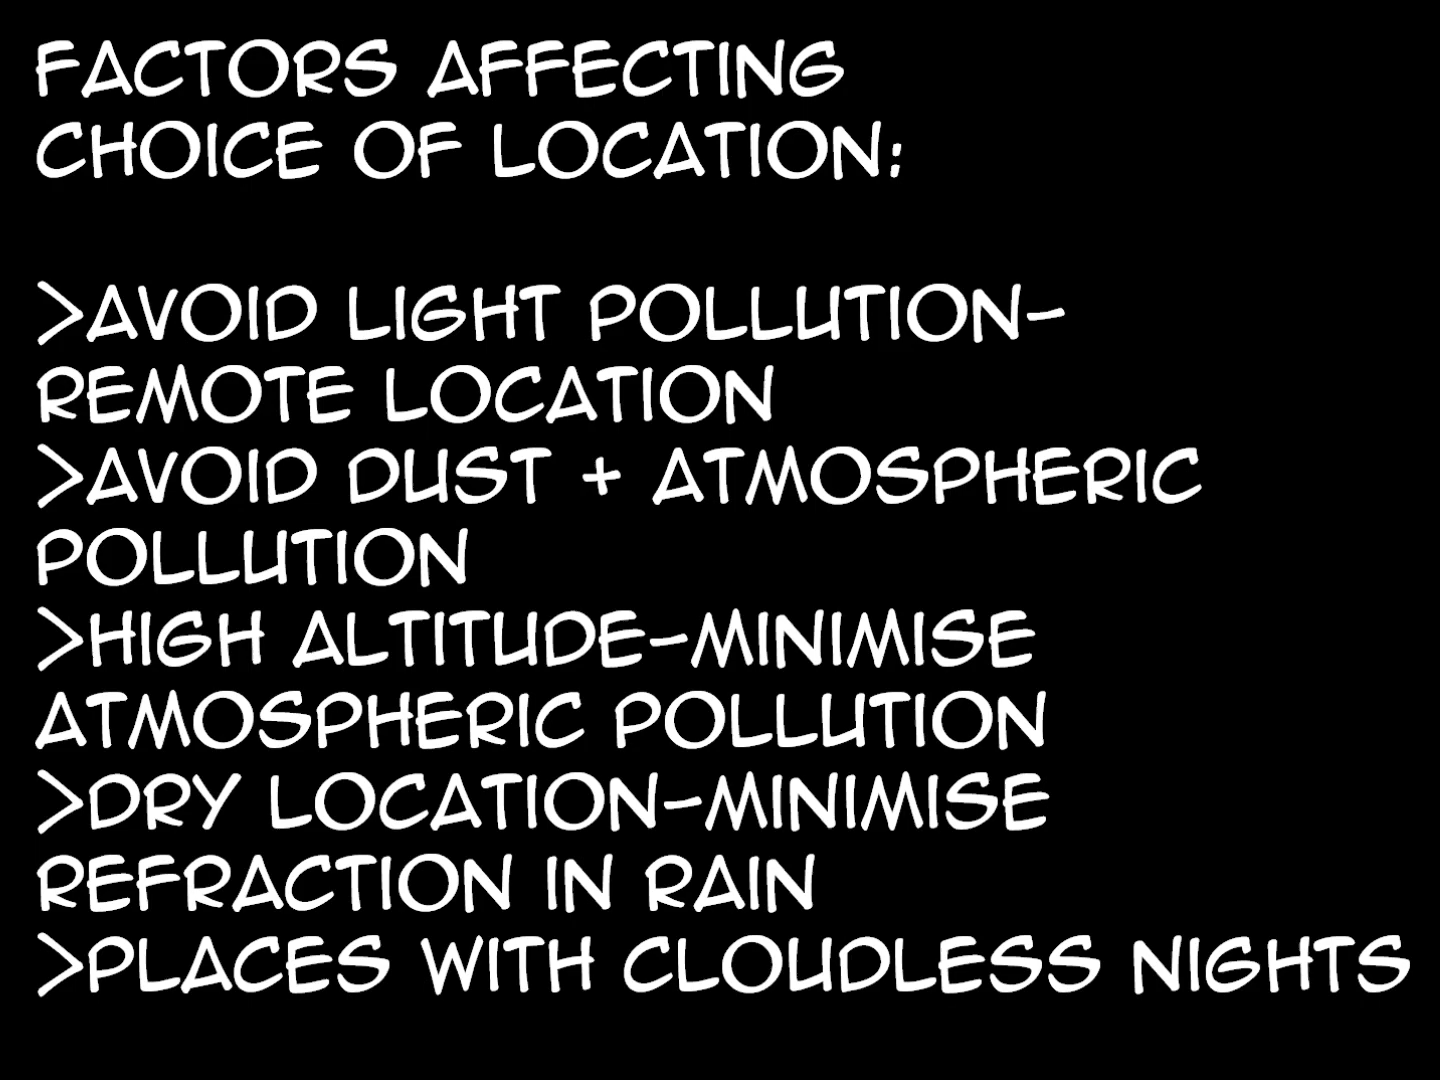 FACTORS AFFECTING
CHOICE OF LOCATION:
>AVOID LIGHT POLLUTION-
REMOTE LOCATION
>AVOID DUST + ATMOSPHERIC
POLLUTION
>HIGH ALTITUDE-MINIMISE
ATMOSPHERIC POLLUTION
>DRY LOCATION-MINIMISE
REFRACTION IN RAIN
>PLACES WITH CLOUDLESS NIGHTS